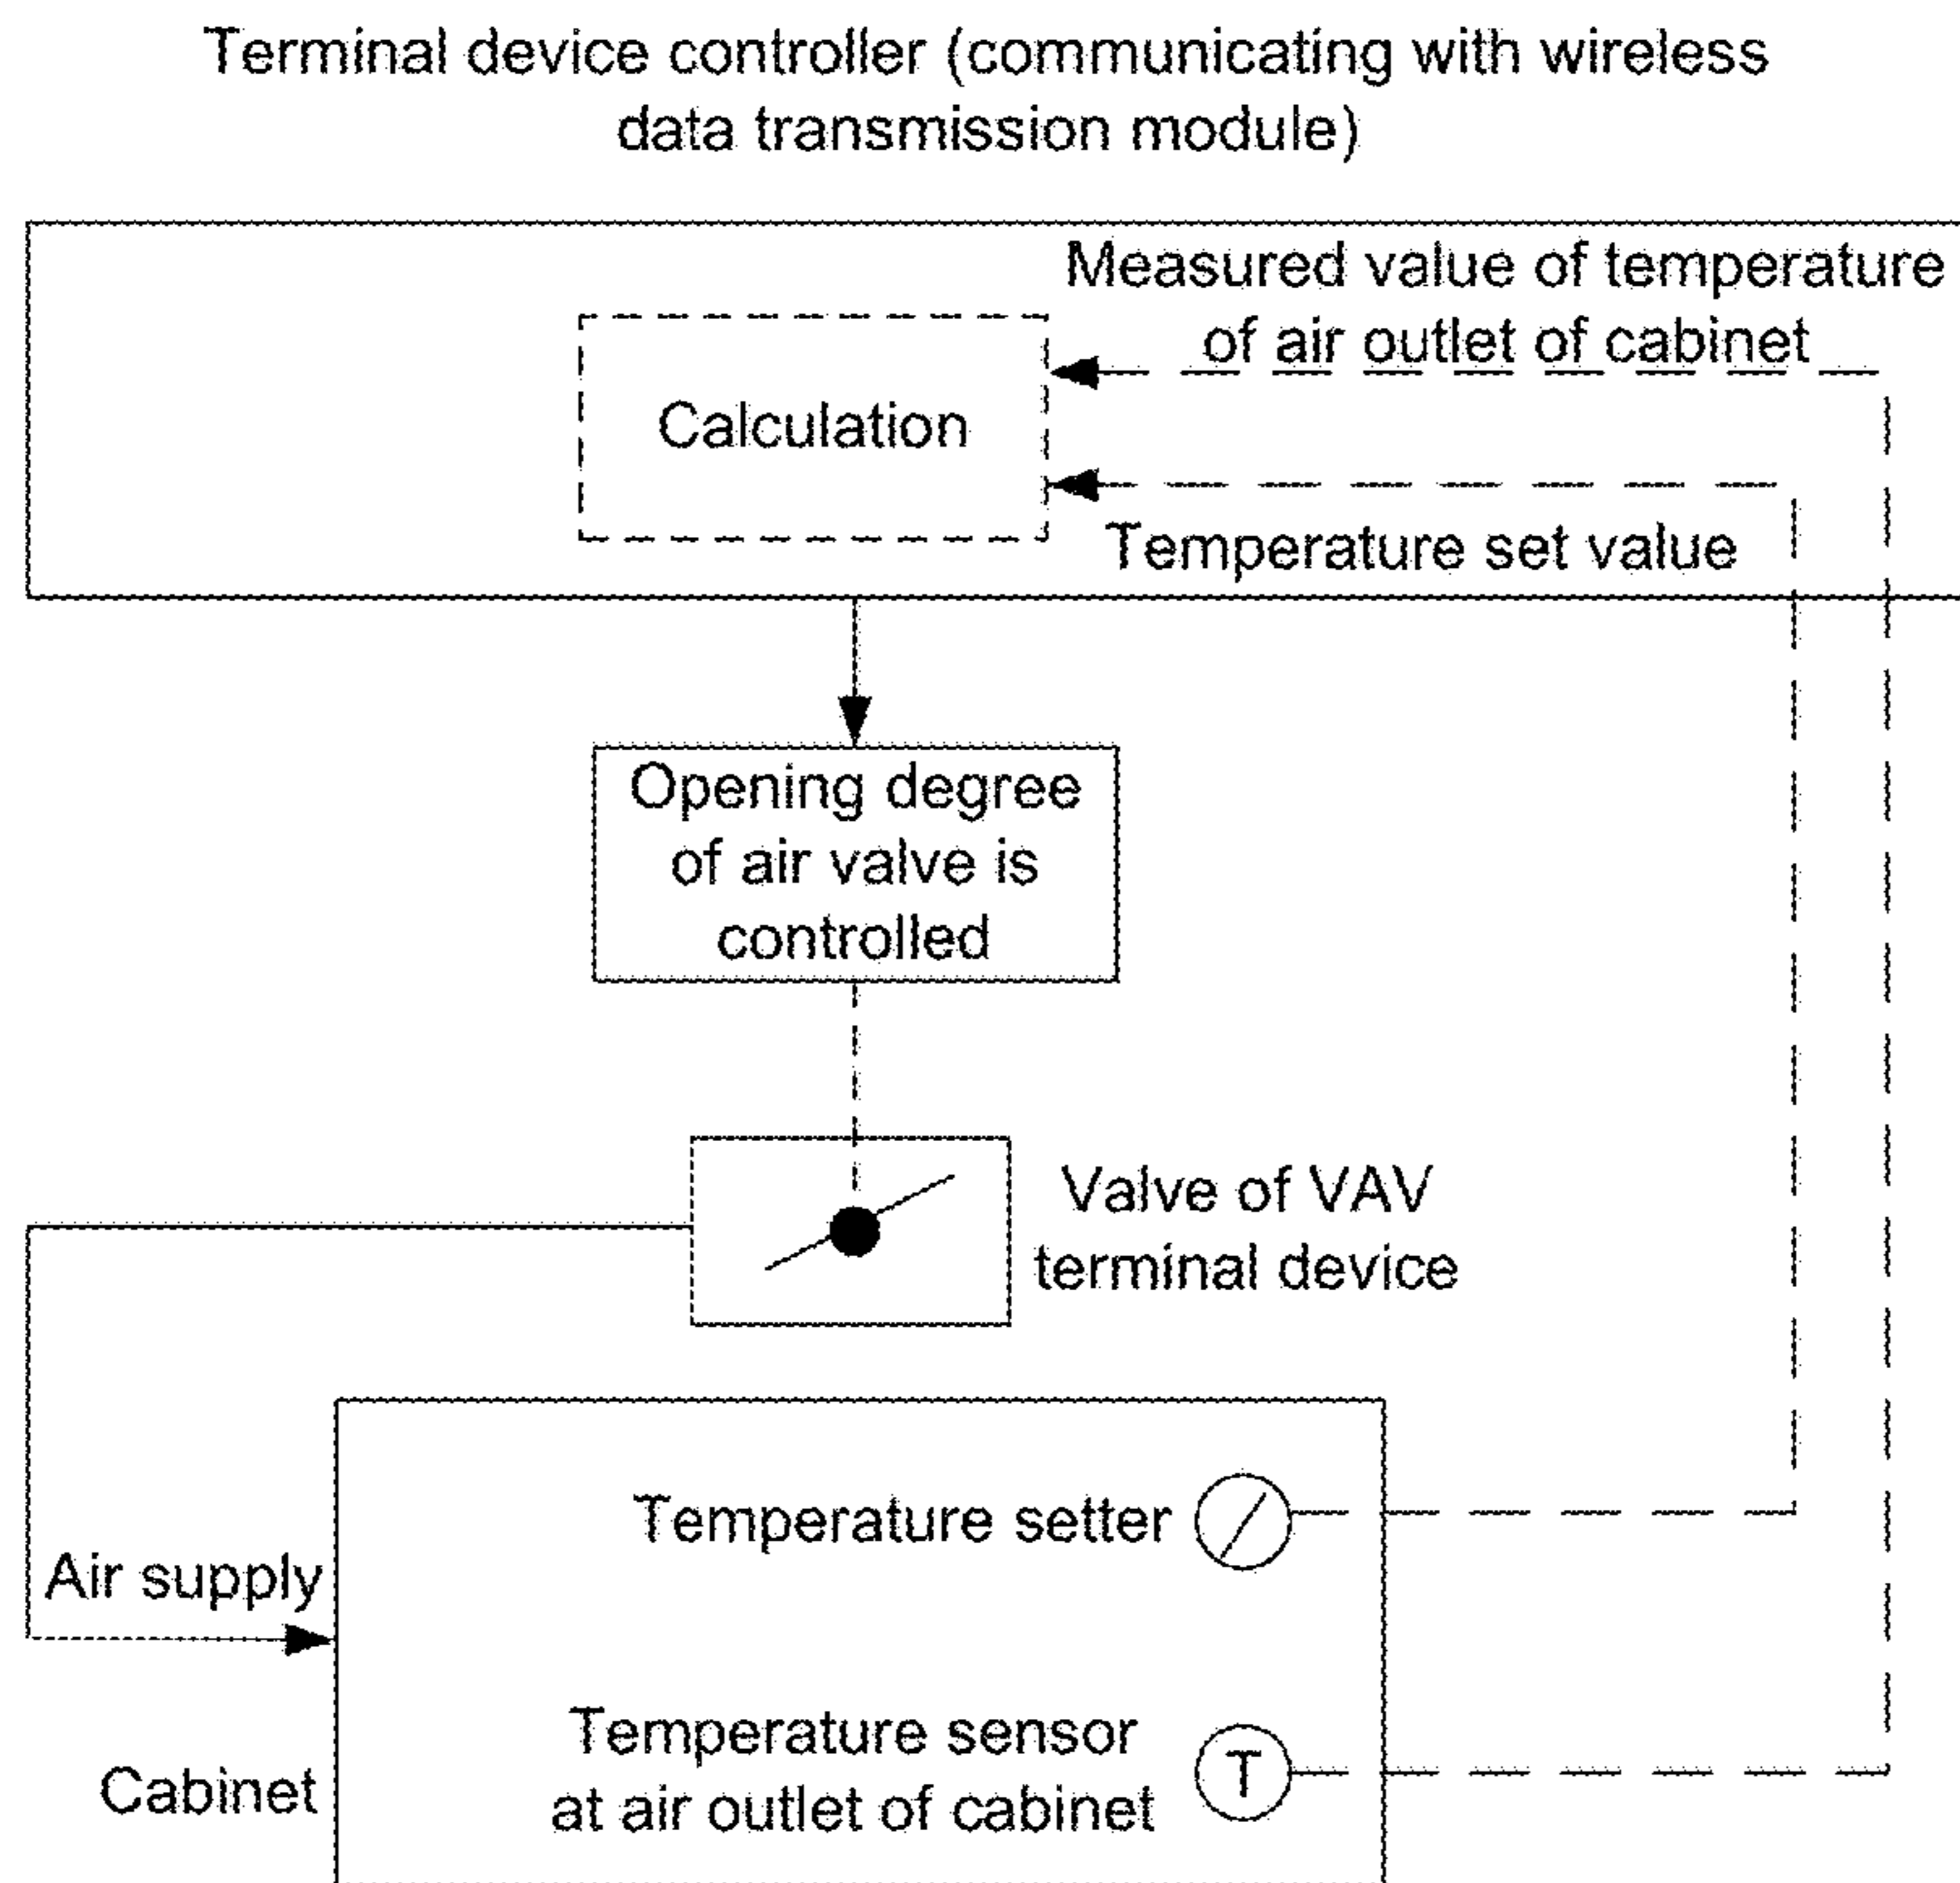 Terminal device controller (communicating with wireless
data transmission module)
Measured value of temperature
of air outlet of cabinet
Calculation
Temperature set value
Opening degree
of air valve is
controlled
Valve of VAV
terminal device
Temperature setter
Air supply
Temperature sensor
at air outlet of cabinet
T
Cabinet